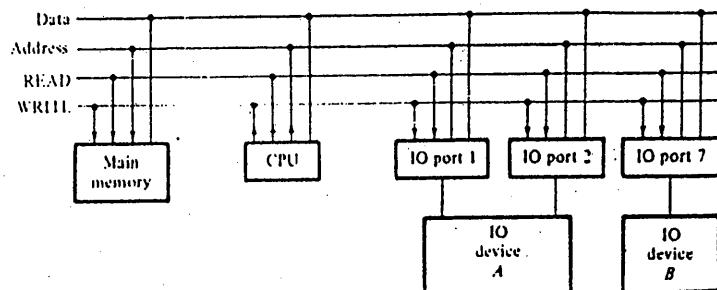 Data
Address
READ
WRITE
Main
memory
CPU
IO port 1
IO port 2
IO port 7
IO
device
A
IO
device
B